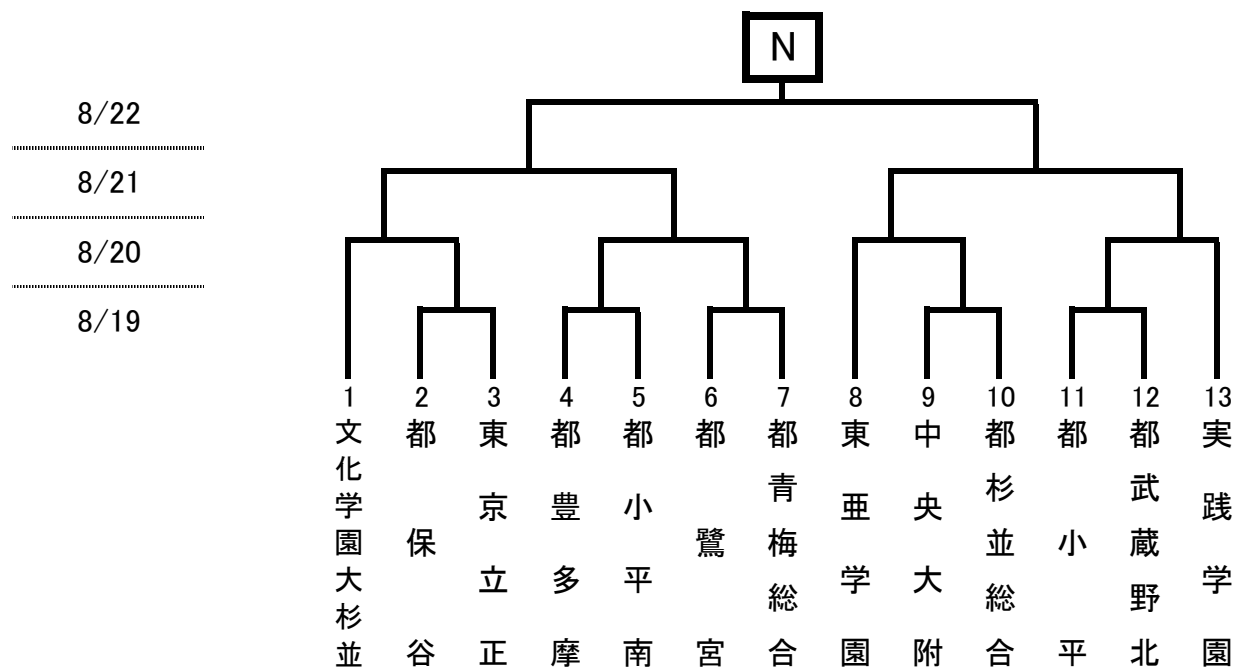 N
8/22
8/21
8/20
8/19
1 2 3 4 5 6 7 8 9 10 11 12 13
文化学園大杉並
都保谷
東京立正
都豊多摩
都小平南
都鷺宮
都青梅総合
東亜学園
中央大附
都杉並総合
都小平
都武蔵野北
実践学園